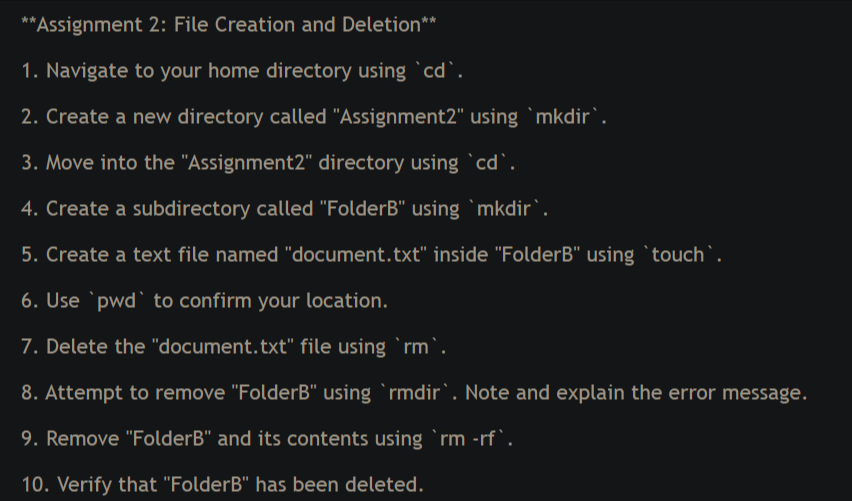 **Assignment 2: File Creation and Deletion**
1. Navigate to your home directory using `cd`.
2. Create a new directory called "Assignment2" using `mkdir`.
3. Move into the "Assignment2" directory using `cd`.
4. Create a subdirectory called "FolderB" using `mkdir`.
5. Create a text file named "document.txt" inside "FolderB" using `touch`.
6. Use `pwd` to confirm your location.
7. Delete the "document.txt" file using `rm`.
8. Attempt to remove "FolderB" using `rmdir`. Note and explain the error message.
9. Remove "FolderB" and its contents using `rm -rf`.
10. Verify that "FolderB" has been deleted.